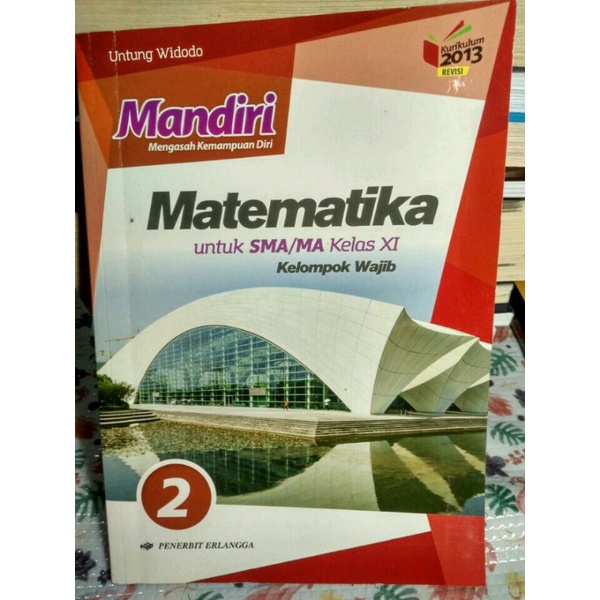 Untung Widodo
Kurikulum
2013
REVISI
Mandiri
Mengasah Kemampuan Diri
Matematika
untuk SMA/MA Kelas XI
Kelompok Wajib
2
PENERBIT ERLANGGA